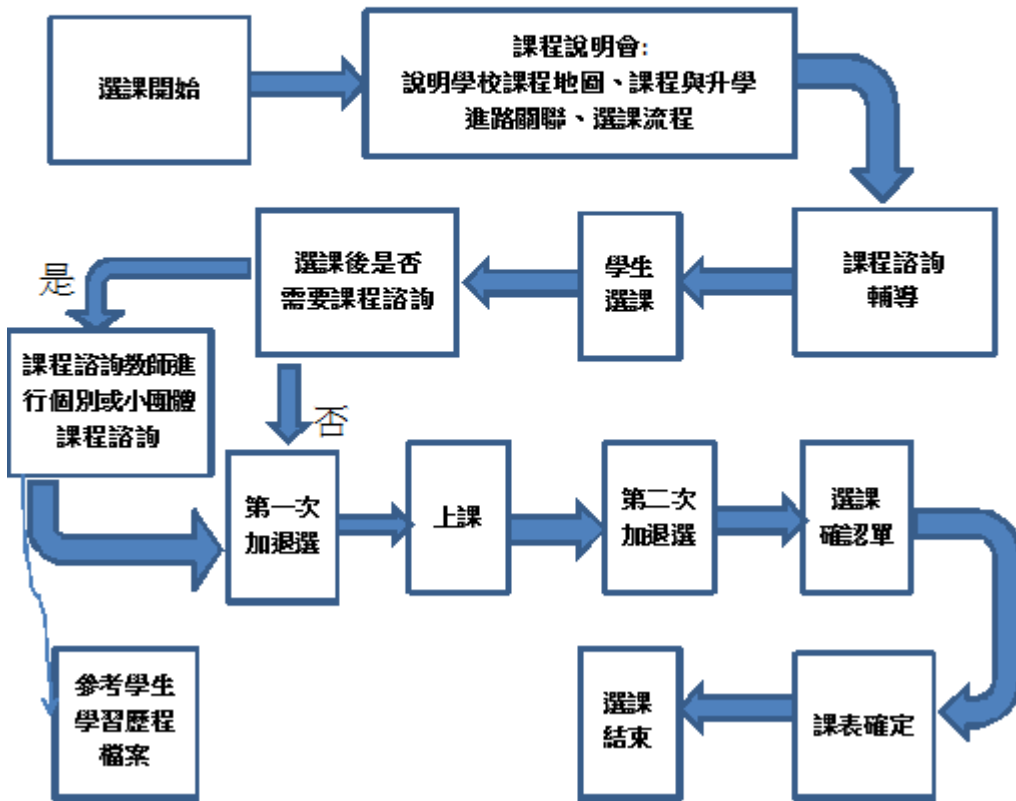 選課開始
課程說明會:
說明學校課程地圖、課程與升學
進路關聯、選課流程
課程諮詢
輔導
學生
選課
選課後是否
需要課程諮詢
是
否
課程諮詢教師進
行個別或小團體
課程諮詢
第一次
加退選
上課
第二次
加退選
選課
確認單
參考學生
學習歷程
檔案
課表確定
選課
結束